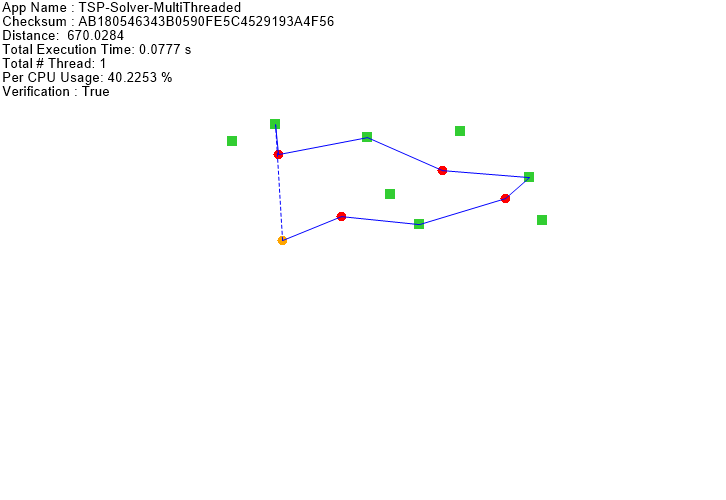 App Name : TSP-Solver-MultiThreaded
Checksum : AB180546343B0590FE5C4529193A4F56
Distance:  670.0284
Total Execution Time: 0.0777 s
Total # Thread: 1
Per CPU Usage: 40.2253 %
Verification : True